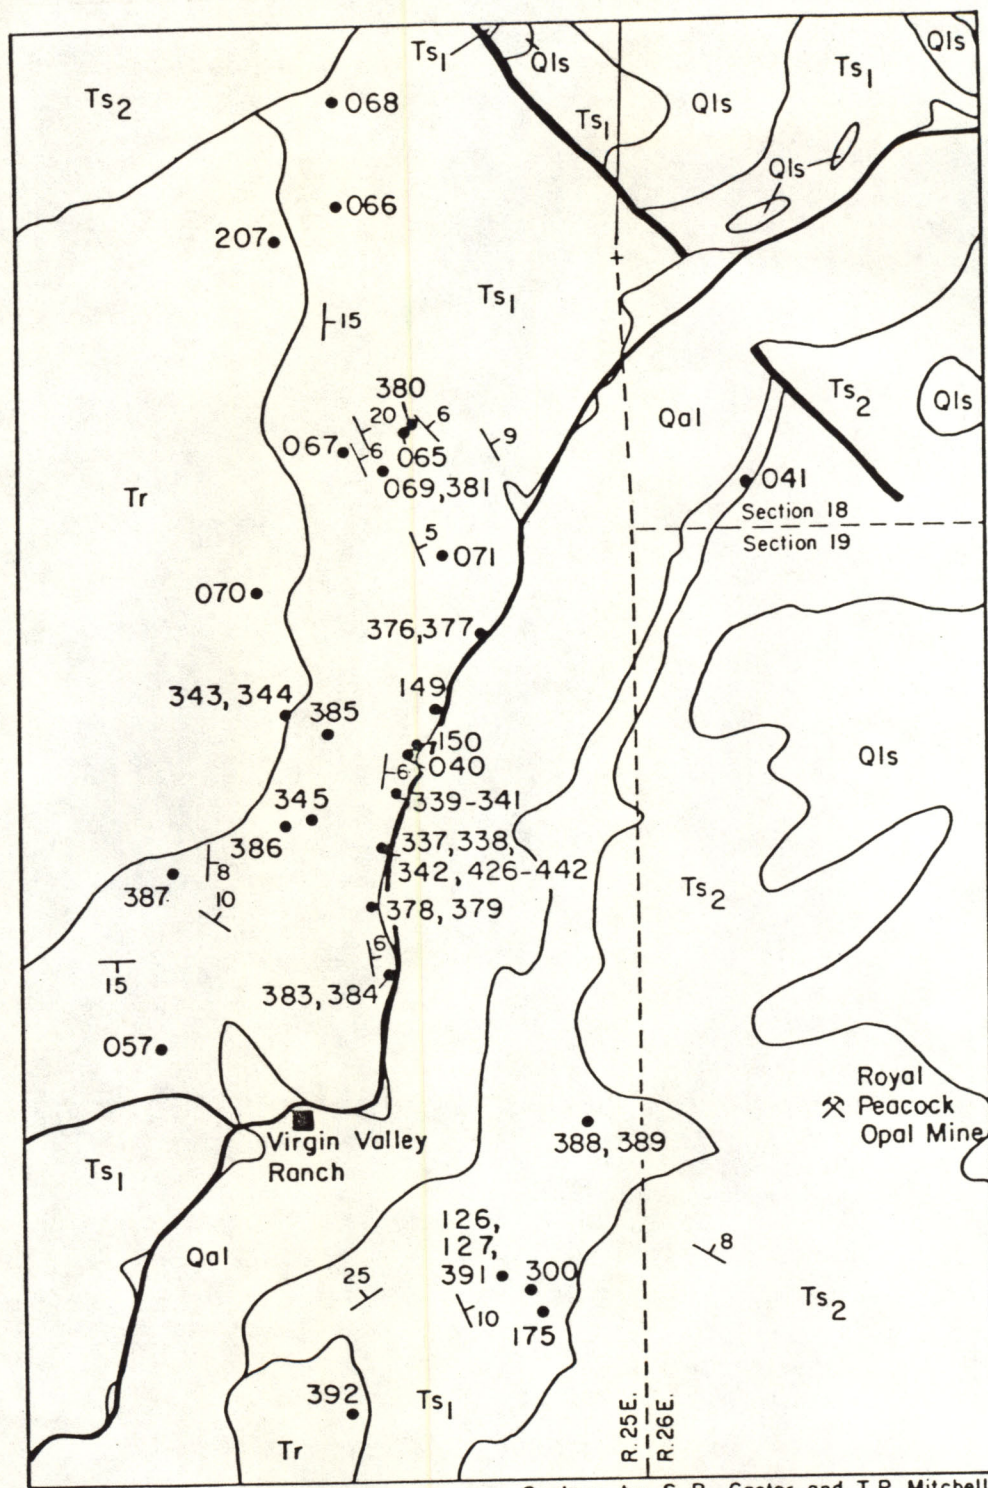 Ts1
Qls
Qls
Ts1
Qls
Ts2
068
Ts1
Qls
066
207
Ts1
15
380
20
6
9
067
6
065
069,381
Qal
Ts2
Qls
041
Section 18
Section 19
Tr
5
071
070
376,377
343, 344
149
385
150
040
6
339-341
Qls
345
386
337,338,
342, 426-442
Ts2
8
387
10
378, 379
6
15
383, 384
057
Royal
Peacock
Opal Mine
Virgin Valley
Ranch
388, 389
Ts1
126,
127,
391
300
8
Qal
25
10
175
Ts2
392
Ts1
Tr
R.25E.
R.26E.
S. B. Castor and T.P. Mitchell